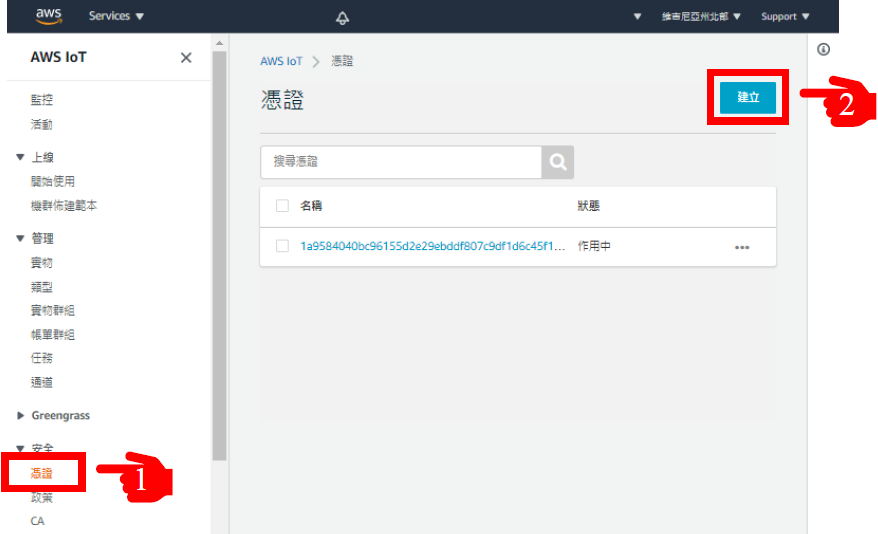 aws Services 維吉尼亞州北部 Support
AWS IoT
監控
活動
上線
開始使用
機群佈建範本
管理
實物
類型
實物群組
帳單群組
任務
通道
Greengrass
安全
憑證
1
政策
CA
AWS IoT 憑證
憑證
建立
2
搜尋憑證
名稱 狀態
1a9584040bc96155d2e29ebddf807c9df1d6c45f1... 作用中